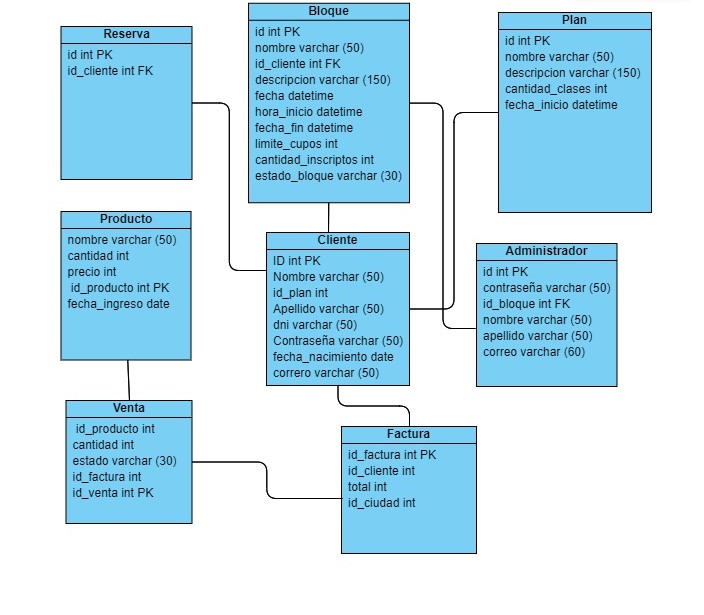 Reserva
id int PK
id_cliente int FK
Bloque
id int PK
nombre varchar (50)
id_cliente int FK
descripcion varchar (150)
fecha datetime
hora_inicio datetime
fecha_fin datetime
limite_cupos int
cantidad_inscriptos int
estado_bloque varchar (30)
Plan
id int PK
nombre varchar (50)
descripcion varchar (150)
cantidad_clases int
fecha_inicio datetime
Producto
nombre varchar (50)
cantidad int
precio int
id_producto int PK
fecha_ingreso date
Cliente
ID int PK
Nombre varchar (50)
id_plan int
Apellido varchar (50)
dni varchar (50)
Contraseña varchar (50)
fecha_nacimiento date
correro varchar (50)
Administrador
id int PK
contraseña varchar (50)
id_bloque int FK
nombre varchar (50)
apellido varchar (50)
correo varchar (60)
Venta
id_producto int
cantidad int
estado varchar (30)
id_factura int
id_venta int PK
Factura
id_factura int PK
id_cliente int
total int
id_ciudad int